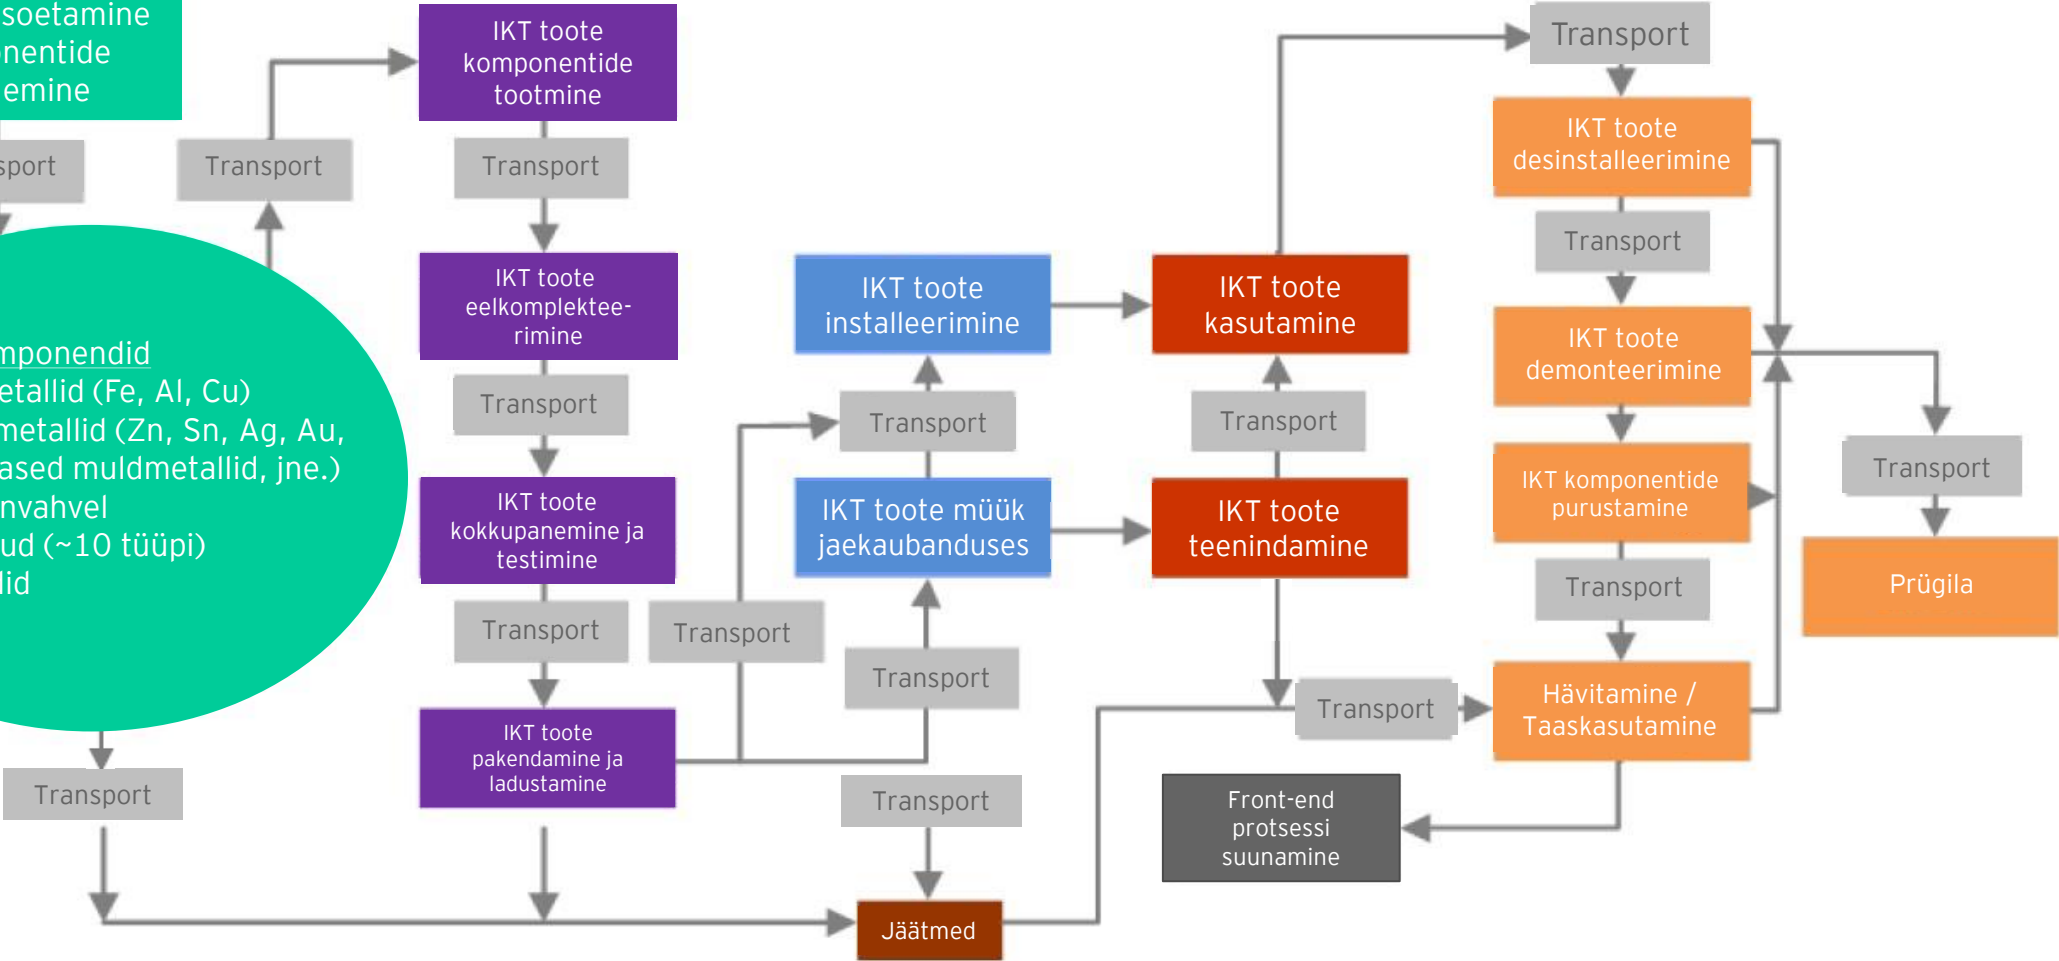 soetamine
nentide
emine
sport
Transport
IKT toote
komponentide
tootmine
Transport
mponendid
etallid (Fe, Al, Cu)
metallid (Zn, Sn, Ag, Au,
ased muldmetallid, jne.)
nvahvel
ud (~10 tüüpi)
lid
Transport
IKT toote
eelkomplektee-
rimine
Transport
IKT toote
kokkupanemine ja
testimine
Transport
IKT toote
pakendamine ja
ladustamine
Transport
IKT toote
installeerimine
Transport
IKT toote müük
jaekaubanduses
Transport
Transport
Jäätmed
IKT toote
kasutamine
Transport
IKT toote
teenindamine
Transport
Front-end
protsessi
suunamine
Transport
IKT toote
desinstalleerimine
Transport
IKT toote
demonteerimine
IKT komponentide
purustamine
Transport
Hävitamine /
Taaskasutamine
Transport
Prügila